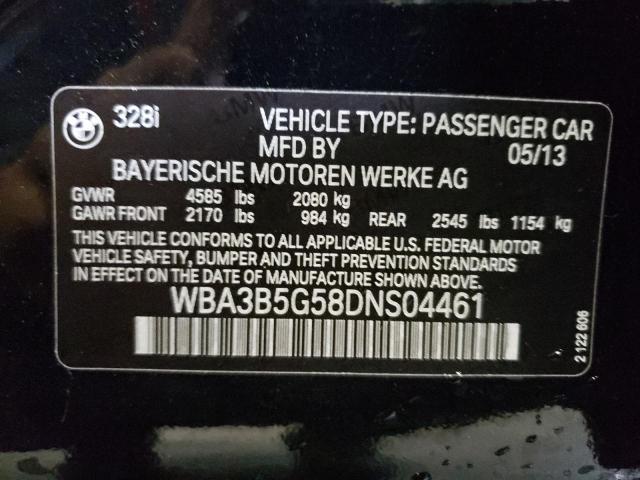 328i VEHICLE TYPE: PASSENGER CAR
MFD BY 05/13
BAYERISCHE MOTOREN WERKE AG
GVWR 4585 lbs 2080 kg
GAWR FRONT 2170 lbs 984 kg REAR 2545 lbs 1154 kg
THIS VEHICLE CONFORMS TO ALL APPLICABLE U.S. FEDERAL MOTOR
VEHICLE SAFETY, BUMPER AND THEFT PREVENTION STANDARDS
IN EFFECT ON THE DATE OF MANUFACTURE SHOWN ABOVE.
WBA3B5G58DNS04461
2 122 606